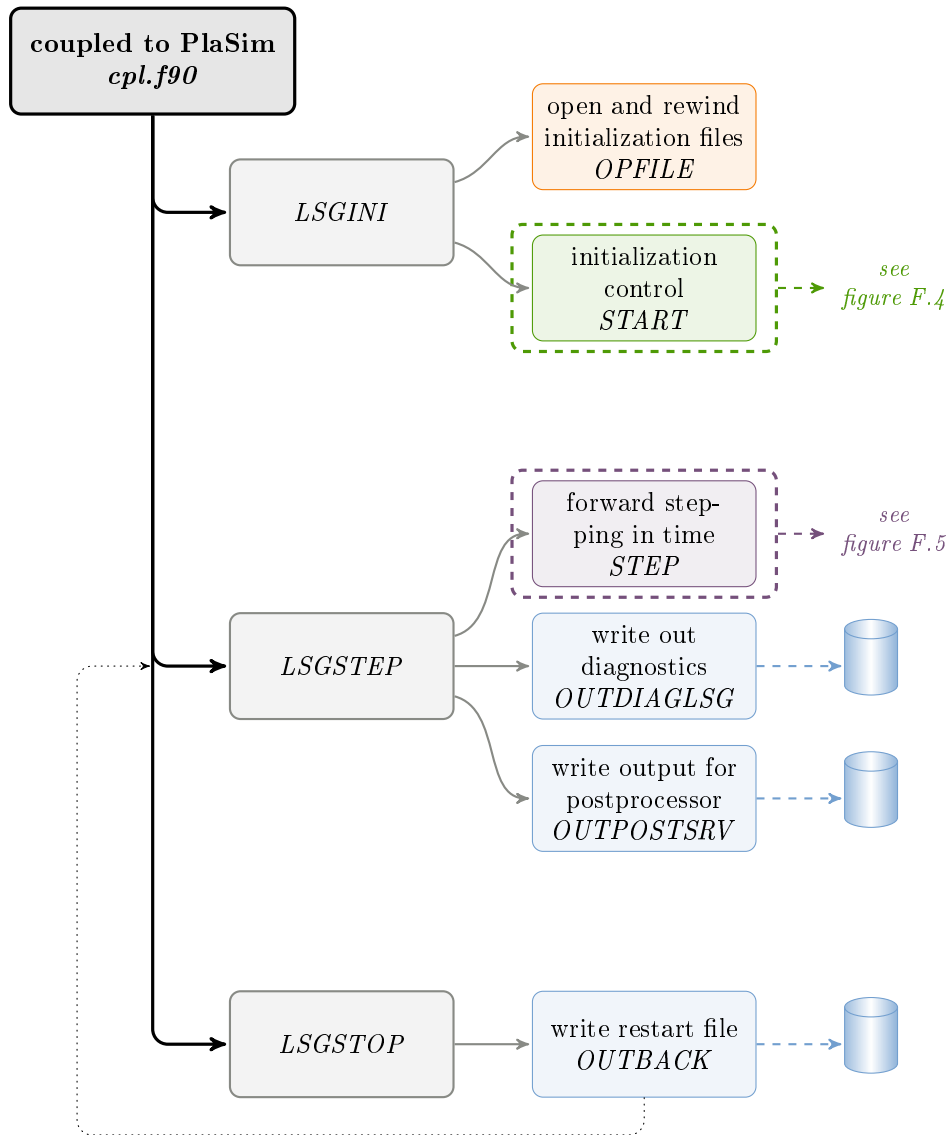 coupled to PlaSim
cpl.f90
open and rewind
initialization files
OPFILE
LSGINI
initialization
control
START
see
figure F.4
forward step-
ping in time
STEP
see
figure F.5
write out
diagnostics
OUTDIAGLSG
LSGSTEP
write output for
postprocessor
OUTPOSTSRV
LSGSTOP
write restart file
OUTBACK